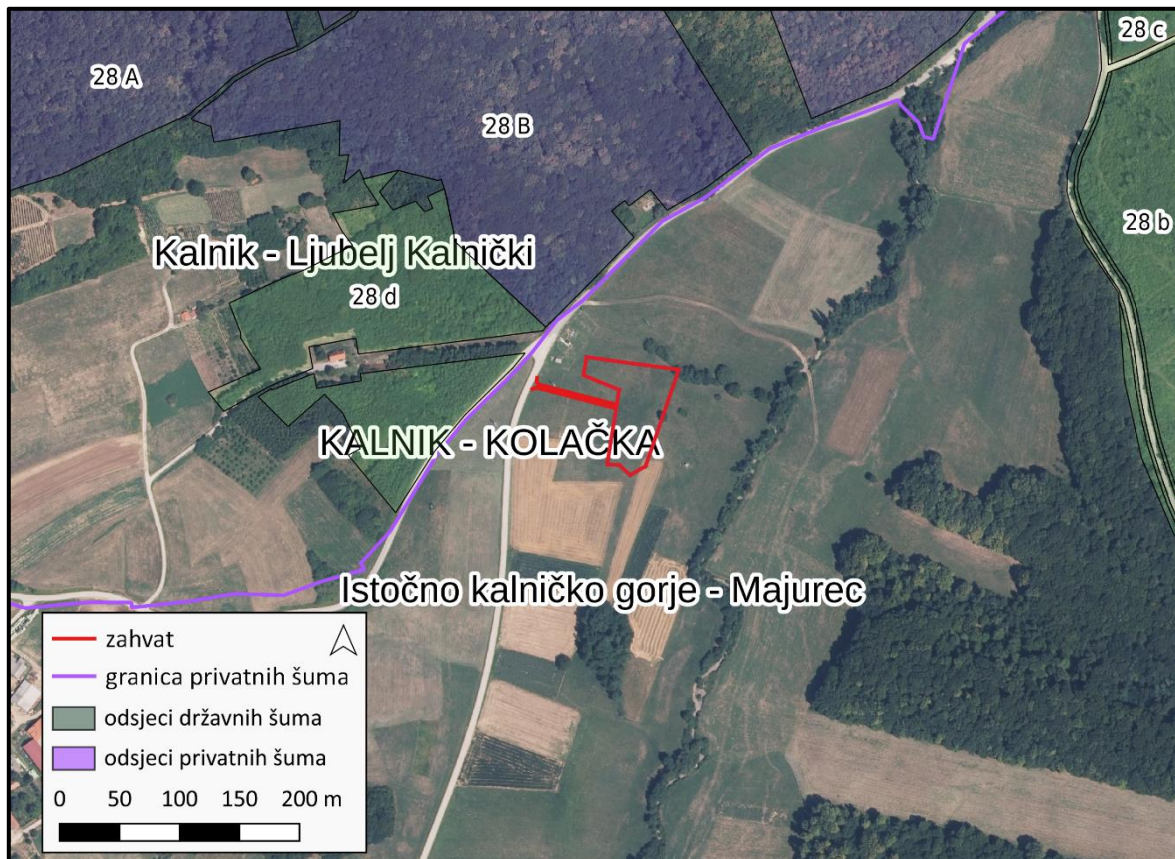 28 c
28 A
28 B
28 b
Kalnik - Ljubelj Kalnički
28 d
KALNIK - KOLAČKA
Istočno kalničko gorje - Majurec
zahvat
granica privatnih šuma
odsjeci državnih šuma
odsjeci privatnih šuma
0 50 100 150 200 m